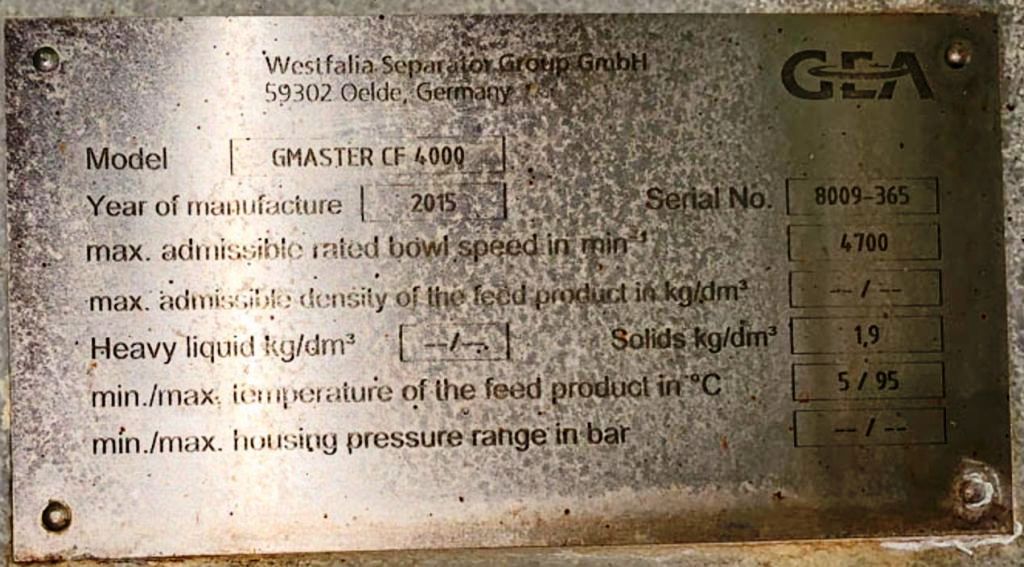 Westfalia Separator Group GmbH
59302 Oelde, Germany
GEA
Model GMASTER CF 4000
Year of manufacture 2015 Serial No. 8009-365
max. admissible rated bowl speed in min⁻¹ 4700
max. admissible density of the feed product in kg/dm³ -- / --
Heavy liquid kg/dm³ --/-- Solids kg/dm³ 1,9
min./max. temperature of the feed product in °C 5 / 95
min./max. housing pressure range in bar -- / --